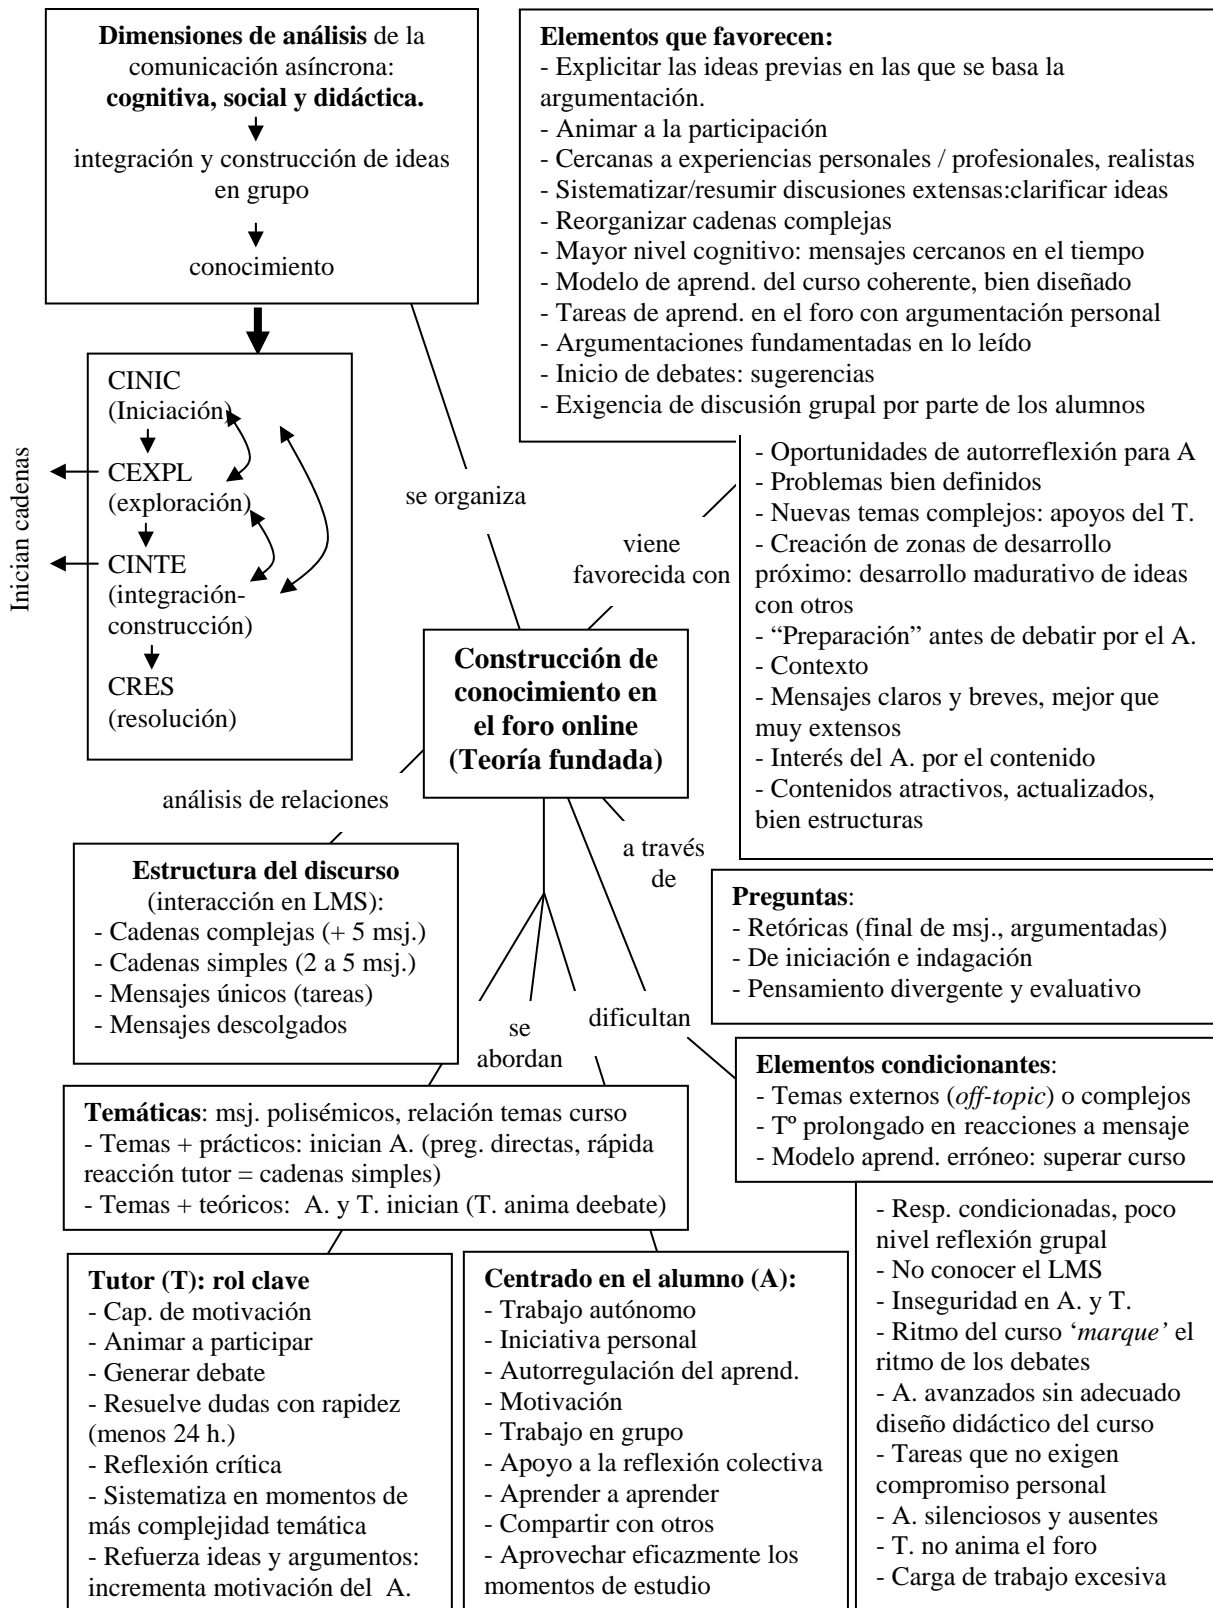 Dimensiones de análisis de la
comunicación asíncrona:
cognitiva, social y didáctica.
integración y construcción de ideas
en grupo
conocimiento
Elementos que favorecen:
- Explicitar las ideas previas en las que se basa la
argumentación.
- Animar a la participación
- Cercanas a experiencias personales / profesionales, realistas
- Sistematizar/resumir discusiones extensas:clarificar ideas
- Reorganizar cadenas complejas
- Mayor nivel cognitivo: mensajes cercanos en el tiempo
- Modelo de aprend. del curso coherente, bien diseñado
- Tareas de aprend. en el foro con argumentación personal
- Argumentaciones fundamentadas en lo leído
- Inicio de debates: sugerencias
- Exigencia de discusión grupal por parte de los alumnos
- Oportunidades de autorreflexión para A
- Problemas bien definidos
- Nuevas temas complejos: apoyos del T.
- Creación de zonas de desarrollo
próximo: desarrollo madurativo de ideas
con otros
- “Preparación” antes de debatir por el A.
- Contexto
- Mensajes claros y breves, mejor que
muy extensos
- Interés del A. por el contenido
- Contenidos atractivos, actualizados,
bien estructuras
CINIC
(Iniciación)
CEXPL
(exploración)
CINTE
(integración-
construcción)
CRES
(resolución)
Inician cadenas
se organiza
viene
favorecida con
Construcción de
conocimiento en
el foro online
(Teoría fundada)
análisis de relaciones
a través
de
Estructura del discurso
(interacción en LMS):
- Cadenas complejas (+ 5 msj.)
- Cadenas simples (2 a 5 msj.)
- Mensajes únicos (tareas)
- Mensajes descolgados
Preguntas:
- Retóricas (final de msj., argumentadas)
- De iniciación e indagación
- Pensamiento divergente y evaluativo
se
abordan
dificultan
Elementos condicionantes:
- Temas externos (off-topic) o complejos
- Tº prolongado en reacciones a mensaje
- Modelo aprend. erróneo: superar curso
- Resp. condicionadas, poco
nivel reflexión grupal
- No conocer el LMS
- Inseguridad en A. y T.
- Ritmo del curso ‘marque’ el
ritmo de los debates
- A. avanzados sin adecuado
diseño didáctico del curso
- Tareas que no exigen
compromiso personal
- A. silenciosos y ausentes
- T. no anima el foro
- Carga de trabajo excesiva
Temáticas: msj. polisémicos, relación temas curso
- Temas + prácticos: inician A. (preg. directas, rápida
reacción tutor = cadenas simples)
- Temas + teóricos: A. y T. inician (T. anima deebate)
Tutor (T): rol clave
- Cap. de motivación
- Animar a participar
- Generar debate
- Resuelve dudas con rapidez
(menos 24 h.)
- Reflexión crítica
- Sistematiza en momentos de
más complejidad temática
- Refuerza ideas y argumentos:
incrementa motivación del A.
Centrado en el alumno (A):
- Trabajo autónomo
- Iniciativa personal
- Autorregulación del aprend.
- Motivación
- Trabajo en grupo
- Apoyo a la reflexión colectiva
- Aprender a aprender
- Compartir con otros
- Aprovechar eficazmente los
momentos de estudio